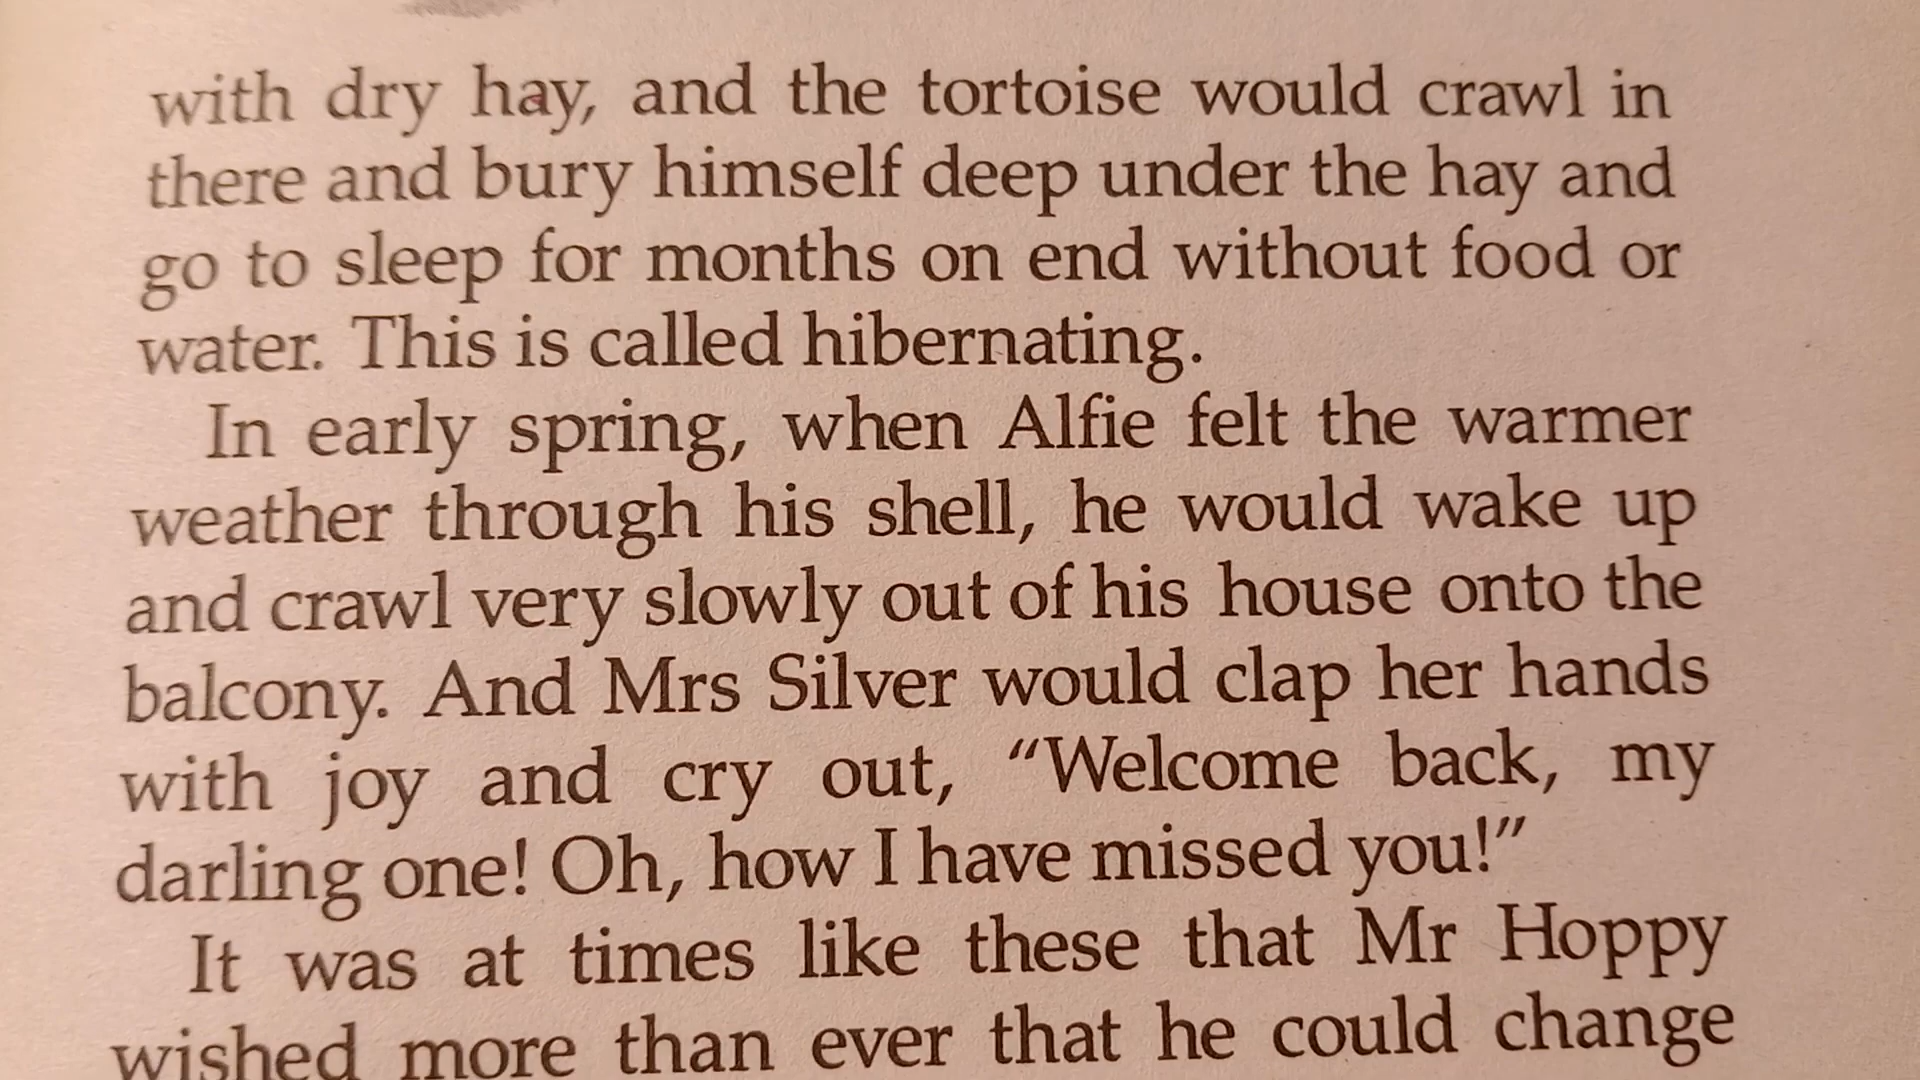 with dry hay, and the tortoise would crawl in
there and bury himself deep under the hay and
go to sleep for months on end without food or
water. This is called hibernating.
In early spring, when Alfie felt the warmer
weather through his shell, he would wake up
and crawl very slowly out of his house onto the
balcony. And Mrs Silver would clap her hands
with joy and cry out, “Welcome back, my
darling one! Oh, how I have missed you!”
It was at times like these that Mr Hoppy
wished more than ever that he could change